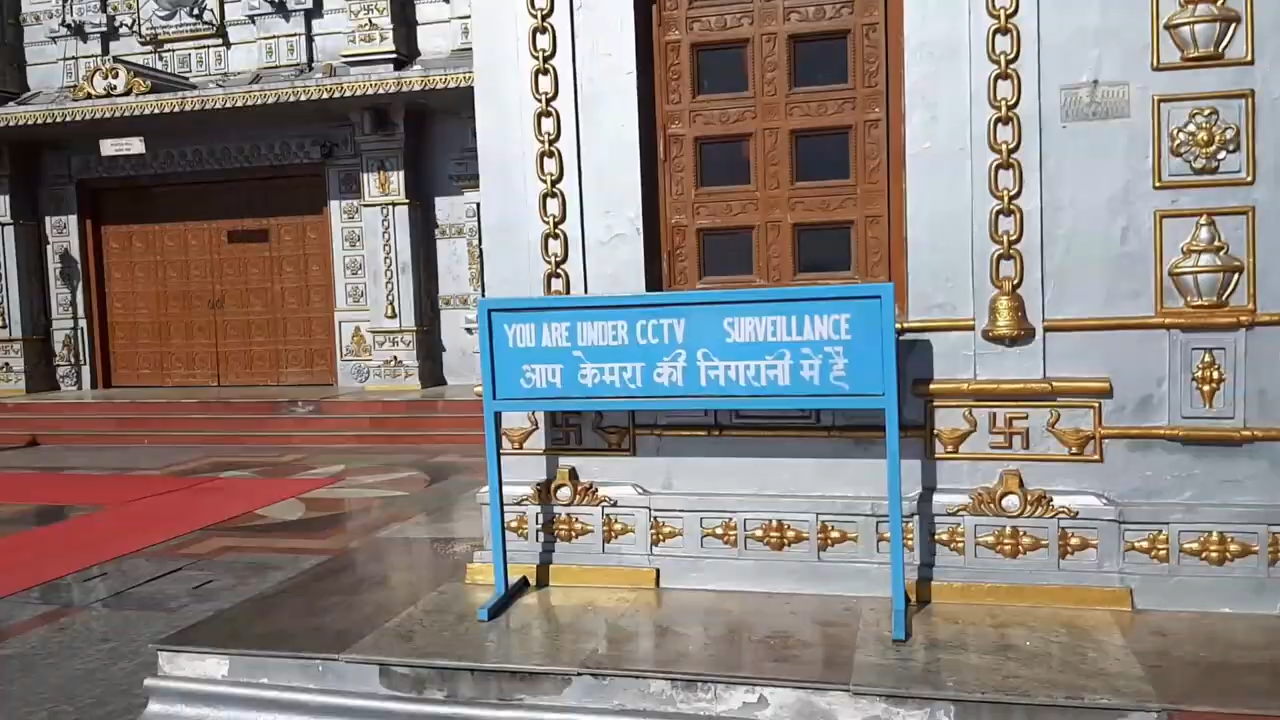 YOU ARE UNDER CCTV SURVEILLANCE
आप केमरा की निगरानी में है